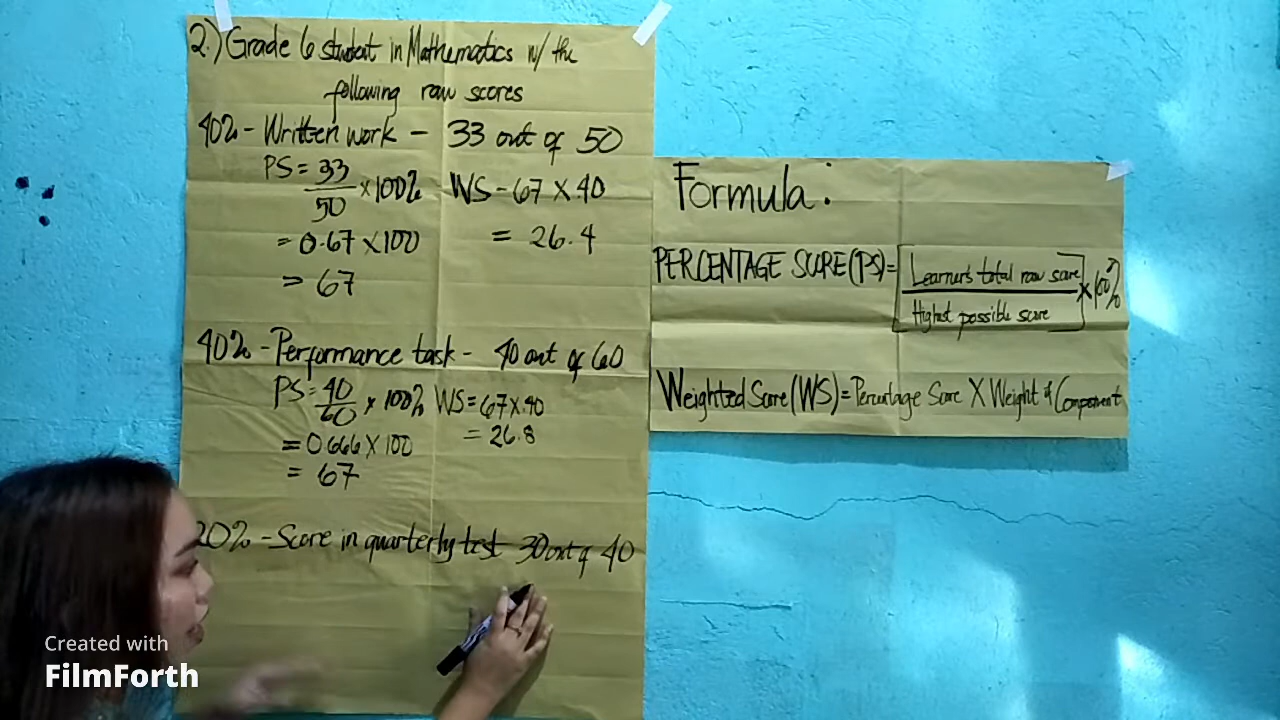 2.) Grade 6 student in Mathematics w/ the
following raw scores
40% - Written work - 33 out of 50
PS = 33/50 x 100%
= 0.67 x 100
= 67
WS - 67 x .40
= 26.4
40% - Performance task - 40 out of 60
PS = 40/60 x 100%
= 0.666 x 100
= 67
WS = 67 x .40
= 26.8
20% - Score in quarterly test 30 out of 40
Formula:
PERCENTAGE SCORE (PS) = [Learner's total raw score / Highest possible score] x 100%
Weighted Score (WS) = Percentage Score X Weight of Component
Created with
FilmForth